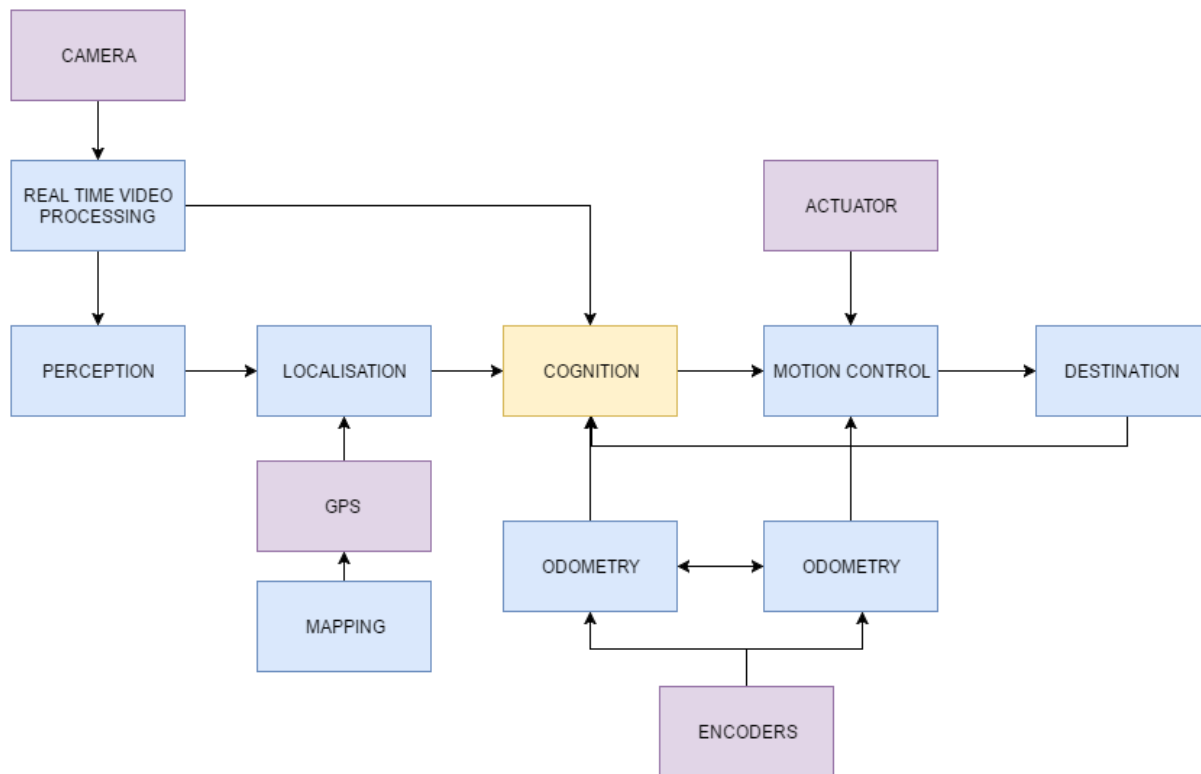 CAMERA
REAL TIME VIDEO
PROCESSING
ACTUATOR
PERCEPTION
LOCALISATION
COGNITION
MOTION CONTROL
DESTINATION
GPS
ODOMETRY
ODOMETRY
MAPPING
ENCODERS